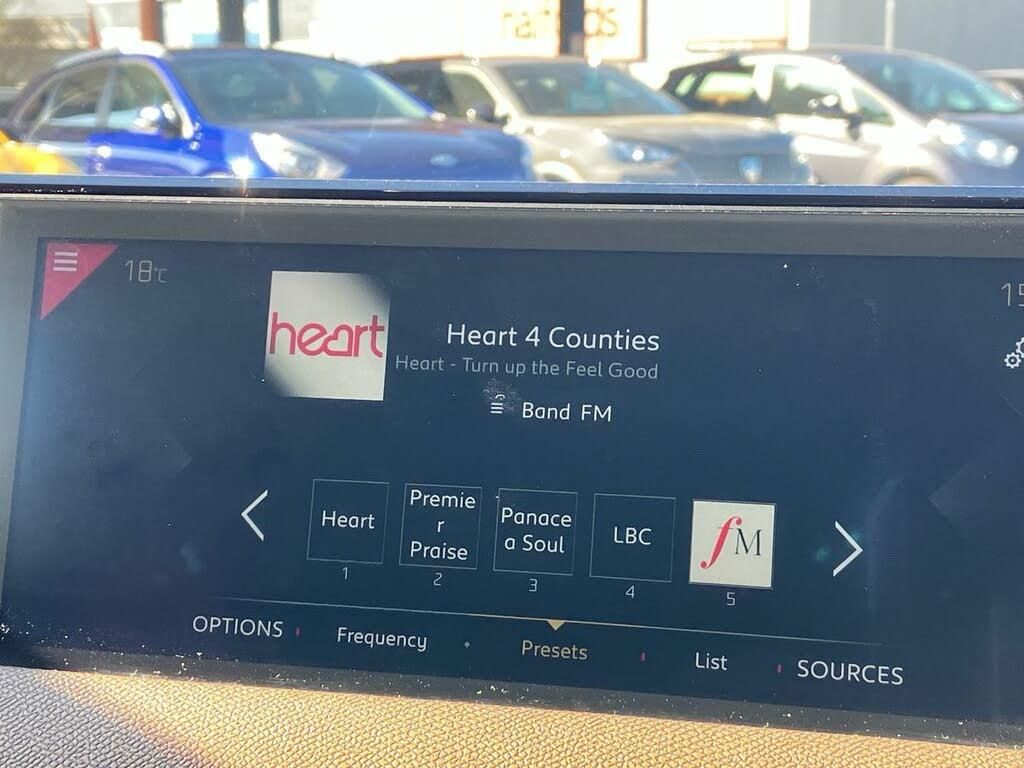 18°C
15
heart
Heart 4 Counties
Heart - Turn up the Feel Good
Band FM
Heart
Premie
r
Praise
Panace
a Soul
LBC
fM
1
2
3
4
5
OPTIONS
Frequency
Presets
List
SOURCES